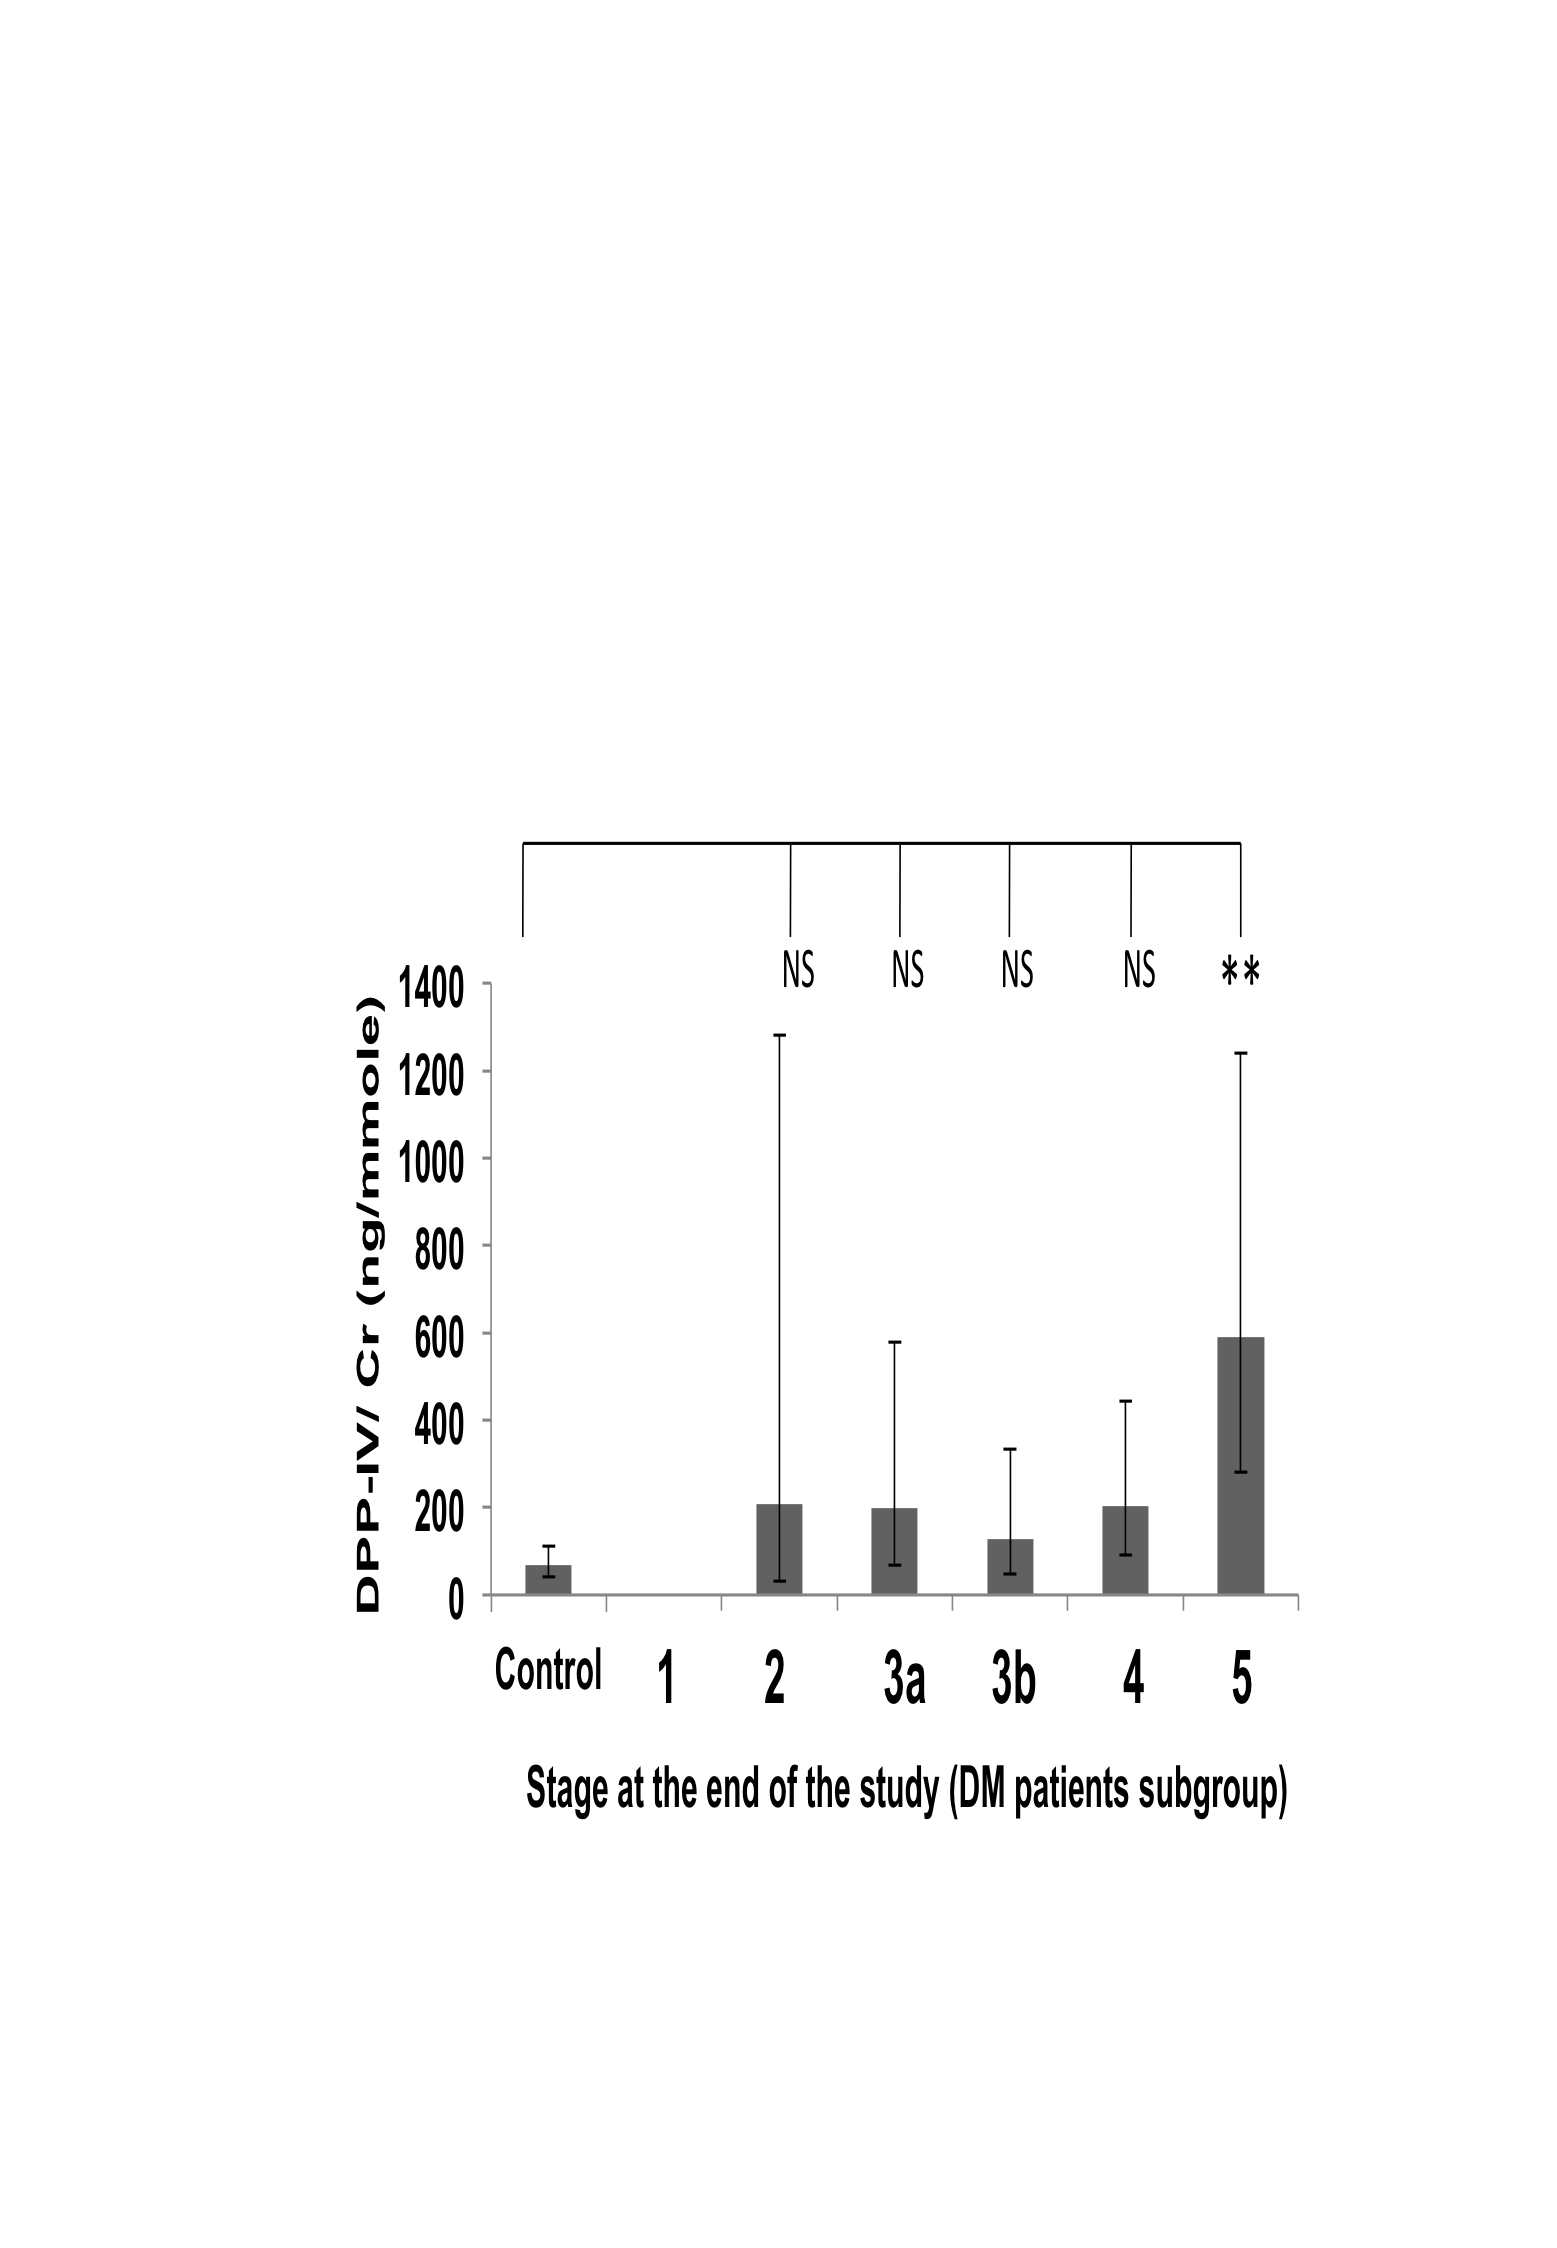 NS NS NS NS **
DPP-IV/ Cr (ng/mmole)
1400
1200
1000
800
600
400
200
0
Control 1 2 3a 3b 4 5
Stage at the end of the study (DM patients subgroup)